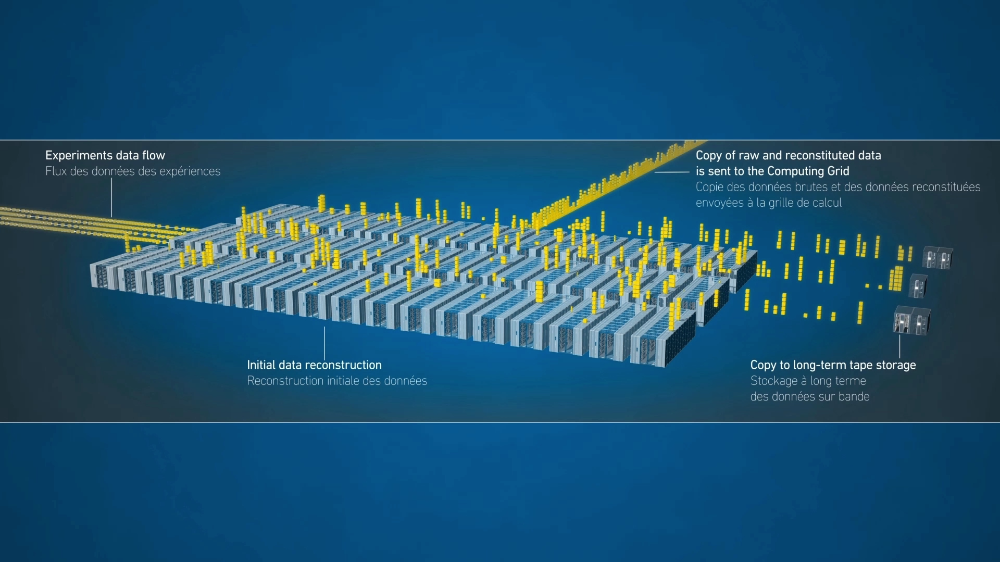 Experiments data flow
Flux des données des expériences
Copy of raw and reconstituted data
is sent to the Computing Grid
Copie des données brutes et des données reconstituées
envoyées à la grille de calcul
Initial data reconstruction
Reconstruction initiale des données
Copy to long-term tape storage
Stockage à long terme
des données sur bande